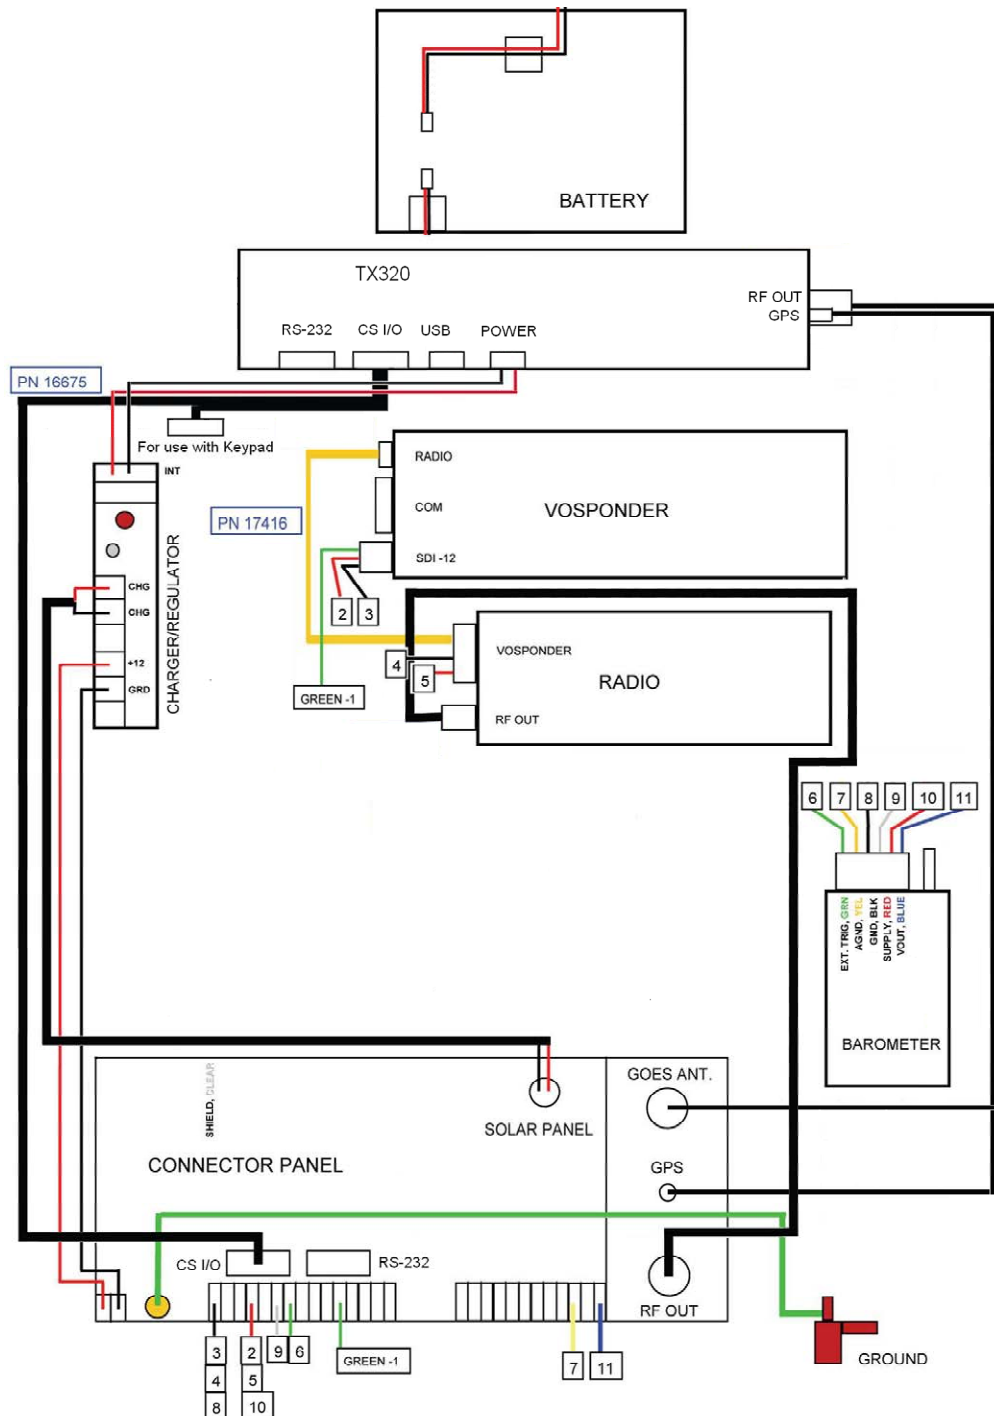 BATTERY
TX320
RF OUT
GPS
RS-232 CS I/O USB POWER
PN 16675
For use with Keypad
INT
CHG
CHG
+12
GRD
CHARGER/REGULATOR
RADIO
COM
SDI -12
VOSPONDER
PN 17416
2 3
GREEN -1
4
5
VOSPONDER
RADIO
RF OUT
6 7 8 9 10 11
EXT. TRIG, GRN
AGND, YEL
GND, BLK
SUPPLY, RED
VOUT, BLUE
BAROMETER
SHIELD, CLEAR
SOLAR PANEL
CONNECTOR PANEL
GOES ANT.
GPS
CS I/O
RS-232
RF OUT
3 2 9 6 GREEN -1 7 11
4 5
8 10
GROUND